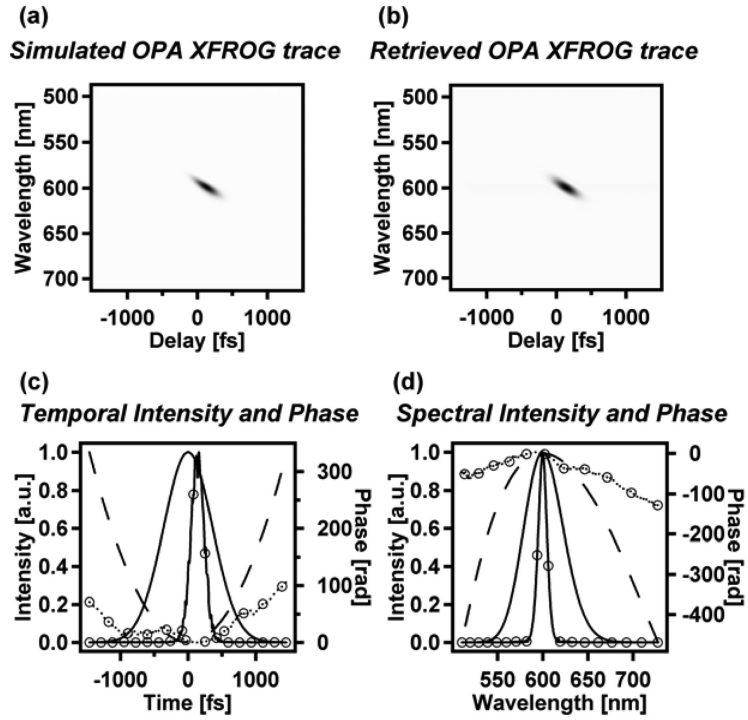 (a)
Simulated OPA XFROG trace
Wavelength [nm]
500
550
600
650
700
-1000 0 1000
Delay [fs]
(b)
Retrieved OPA XFROG trace
Wavelength [nm]
500
550
600
650
700
-1000 0 1000
Delay [fs]
(c)
Temporal Intensity and Phase
Intensity [a.u.]
1.0
0.8
0.6
0.4
0.2
0.0
300
200
100
0
Phase [rad]
-1000 0 1000
Time [fs]
(d)
Spectral Intensity and Phase
Intensity [a.u.]
1.0
0.8
0.6
0.4
0.2
0.0
0
-100
-200
-300
-400
Phase [rad]
550 600 650 700
Wavelength [nm]